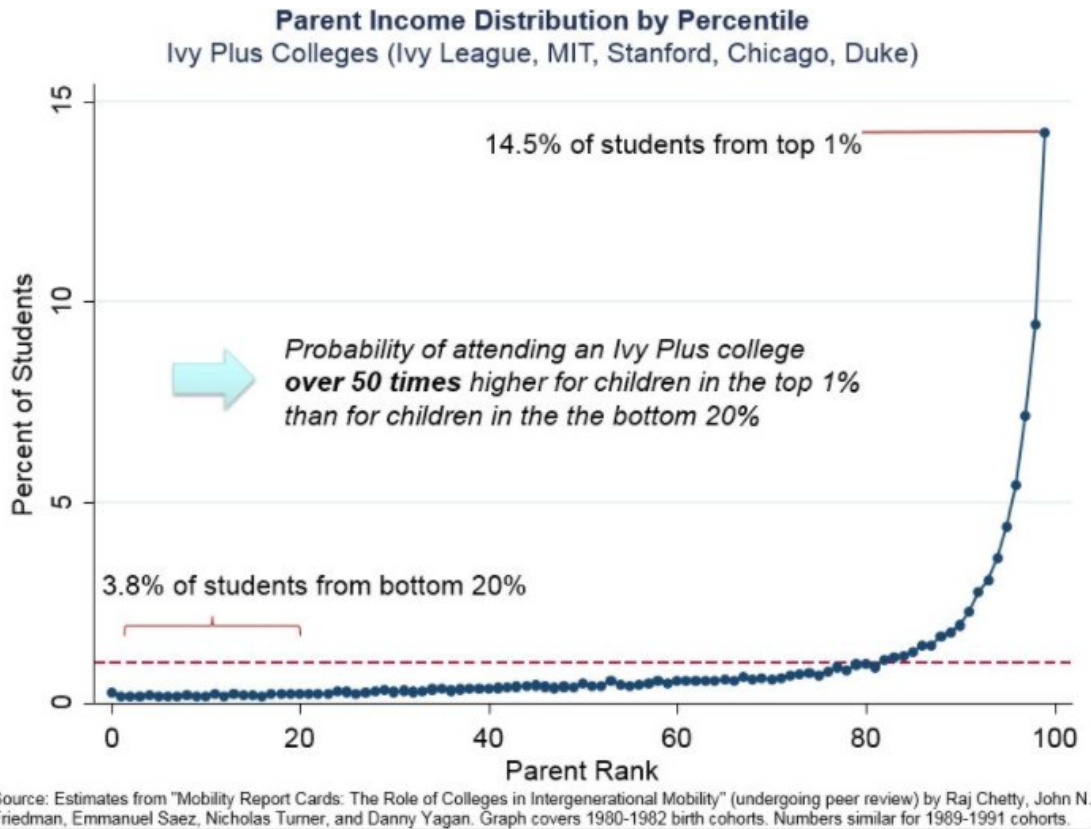 Parent Income Distribution by Percentile
Ivy Plus Colleges (Ivy League, MIT, Stanford, Chicago, Duke)
15
10
5
0
Percent of Students
14.5% of students from top 1%
Probability of attending an Ivy Plus college
over 50 times higher for children in the top 1%
than for children in the the bottom 20%
3.8% of students from bottom 20%
0 20 40 60 80 100
Parent Rank
Source: Estimates from "Mobility Report Cards: The Role of Colleges in Intergenerational Mobility" (undergoing peer review) by Raj Chetty, John N.
Friedman, Emmanuel Saez, Nicholas Turner, and Danny Yagan. Graph covers 1980-1982 birth cohorts. Numbers similar for 1989-1991 cohorts.